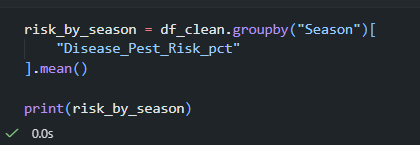 risk_by_season = df_clean.groupby("Season")[
    "Disease_Pest_Risk_pct"
].mean()

print(risk_by_season)
0.0s